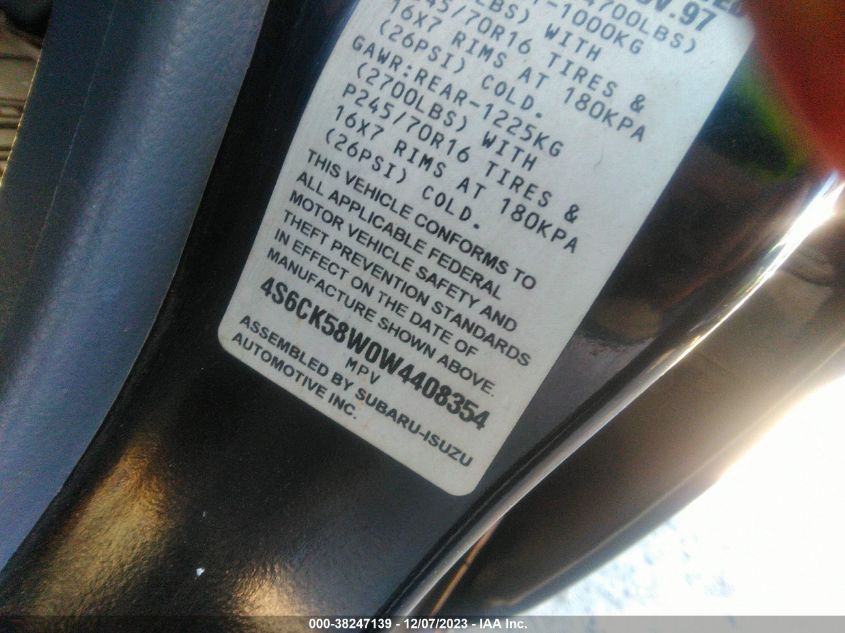 V.97
4700LBS)
LBS) WITH
-1000KG
245/70R16 TIRES &
16X7 RIMS AT 180KPA
(26PSI) COLD.
GAWR:REAR-1225KG
(2700LBS) WITH
P245/70R16 TIRES &
16X7 RIMS AT 180KPA
(26PSI) COLD.
THIS VEHICLE CONFORMS TO
ALL APPLICABLE FEDERAL
MOTOR VEHICLE SAFETY AND
THEFT PREVENTION STANDARDS
IN EFFECT ON THE DATE OF
MANUFACTURE SHOWN ABOVE.
4S6CK58W0W4408354
MPV
ASSEMBLED BY SUBARU-ISUZU
AUTOMOTIVE INC.
000-38247139 - 12/07/2023 - IAA Inc.